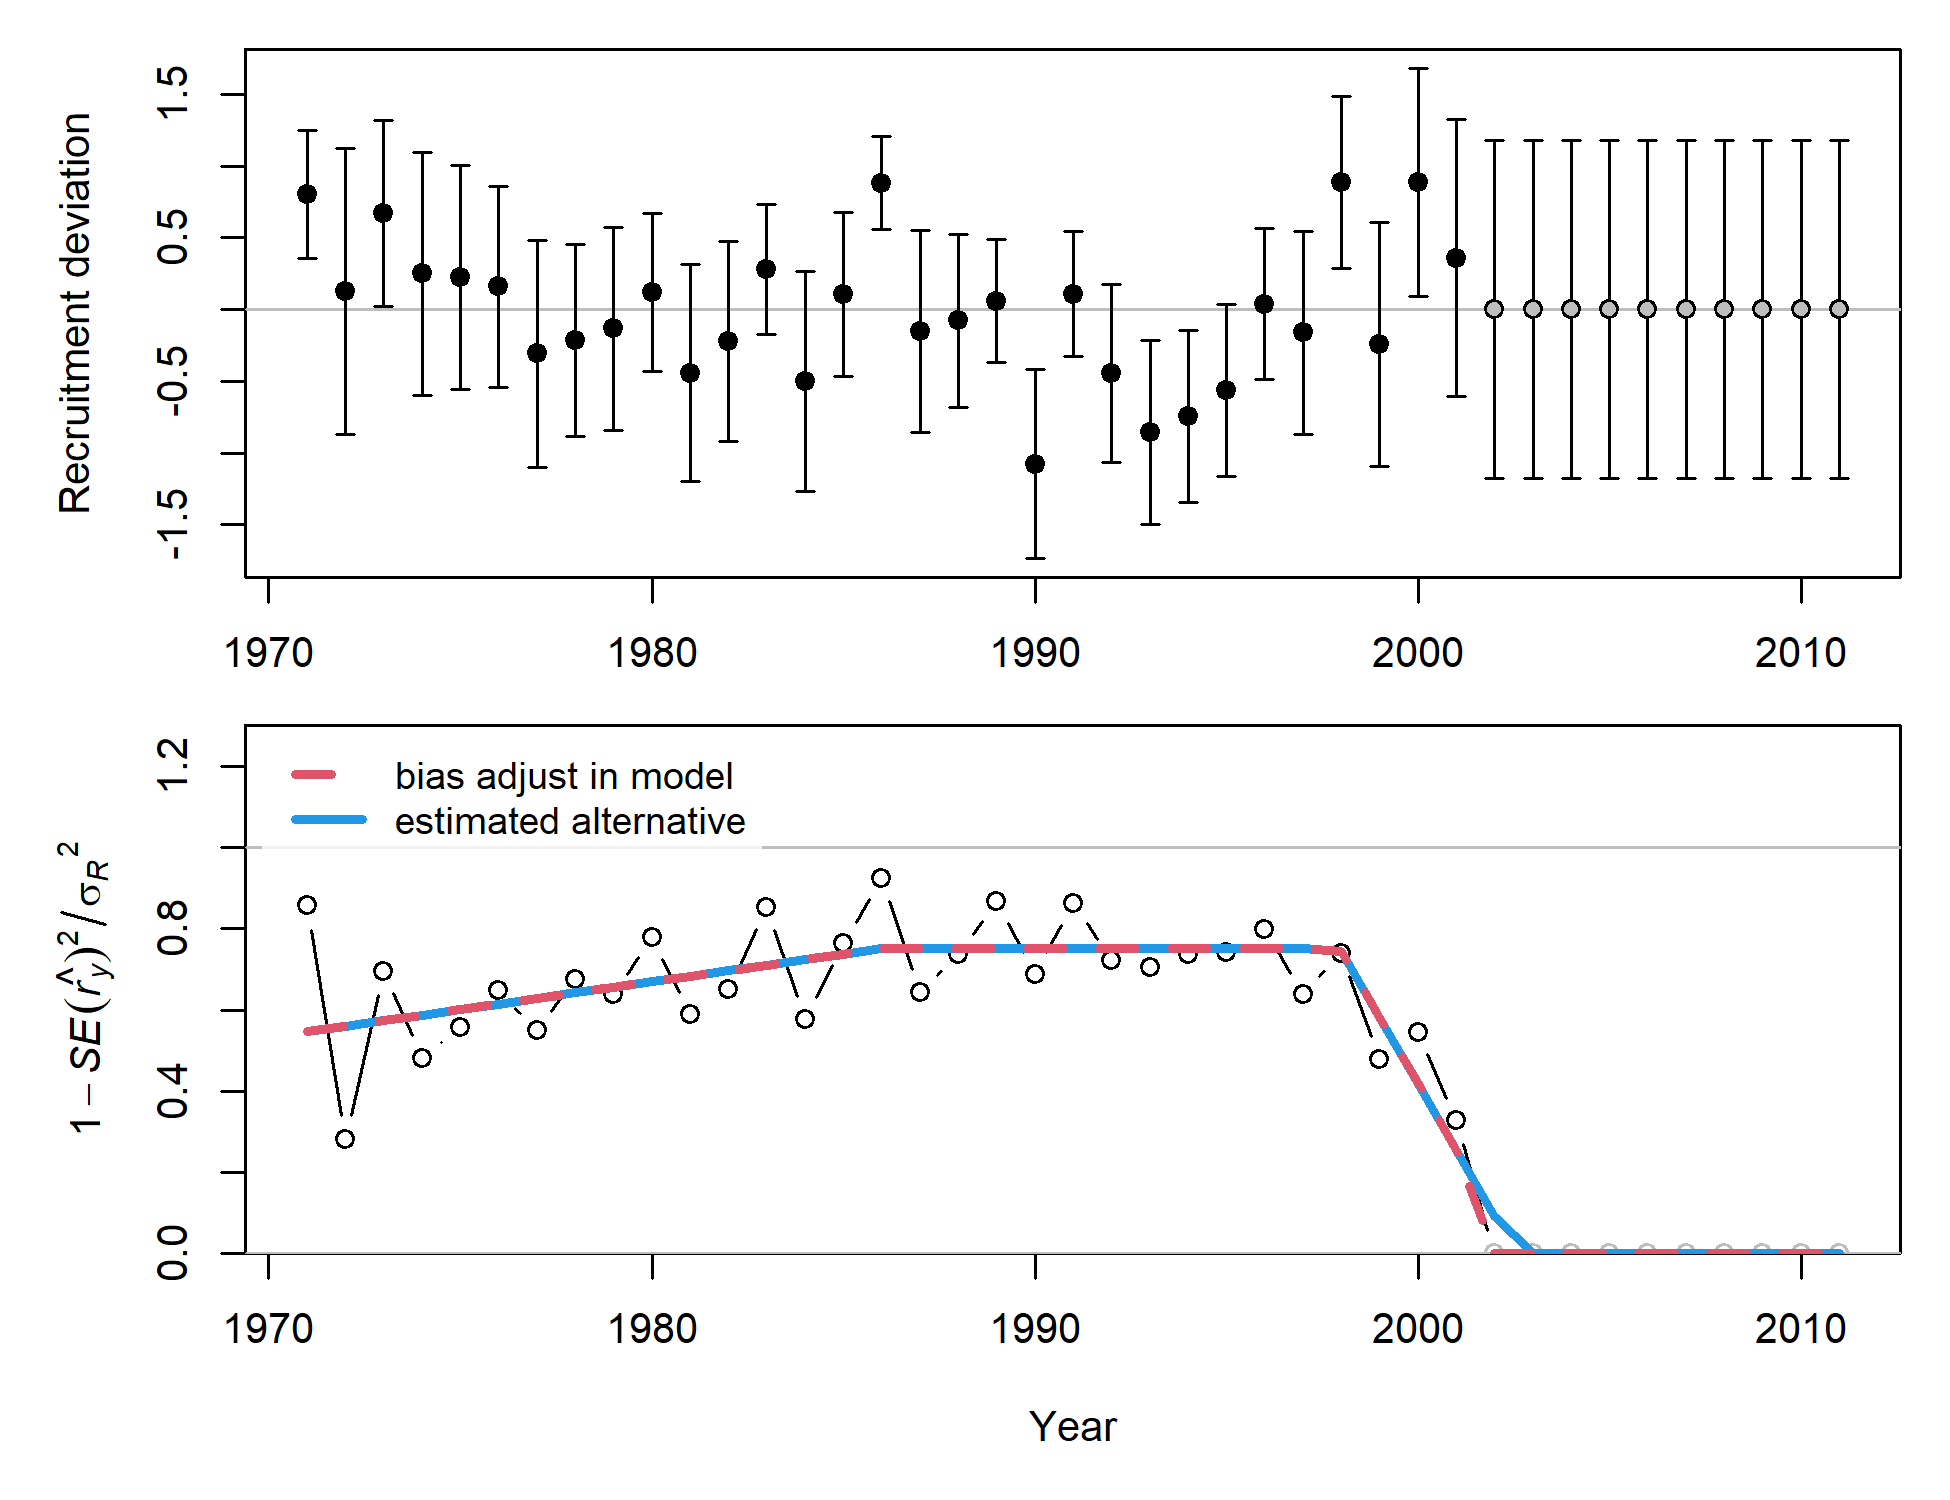 Recruitment deviation
1.5
0.5
-0.5
-1.5
1970 1980 1990 2000 2010
bias adjust in model
estimated alternative
1 − SE(r̂y)² / σR²
1.2
0.8
0.4
0.0
1970 1980 1990 2000 2010
Year